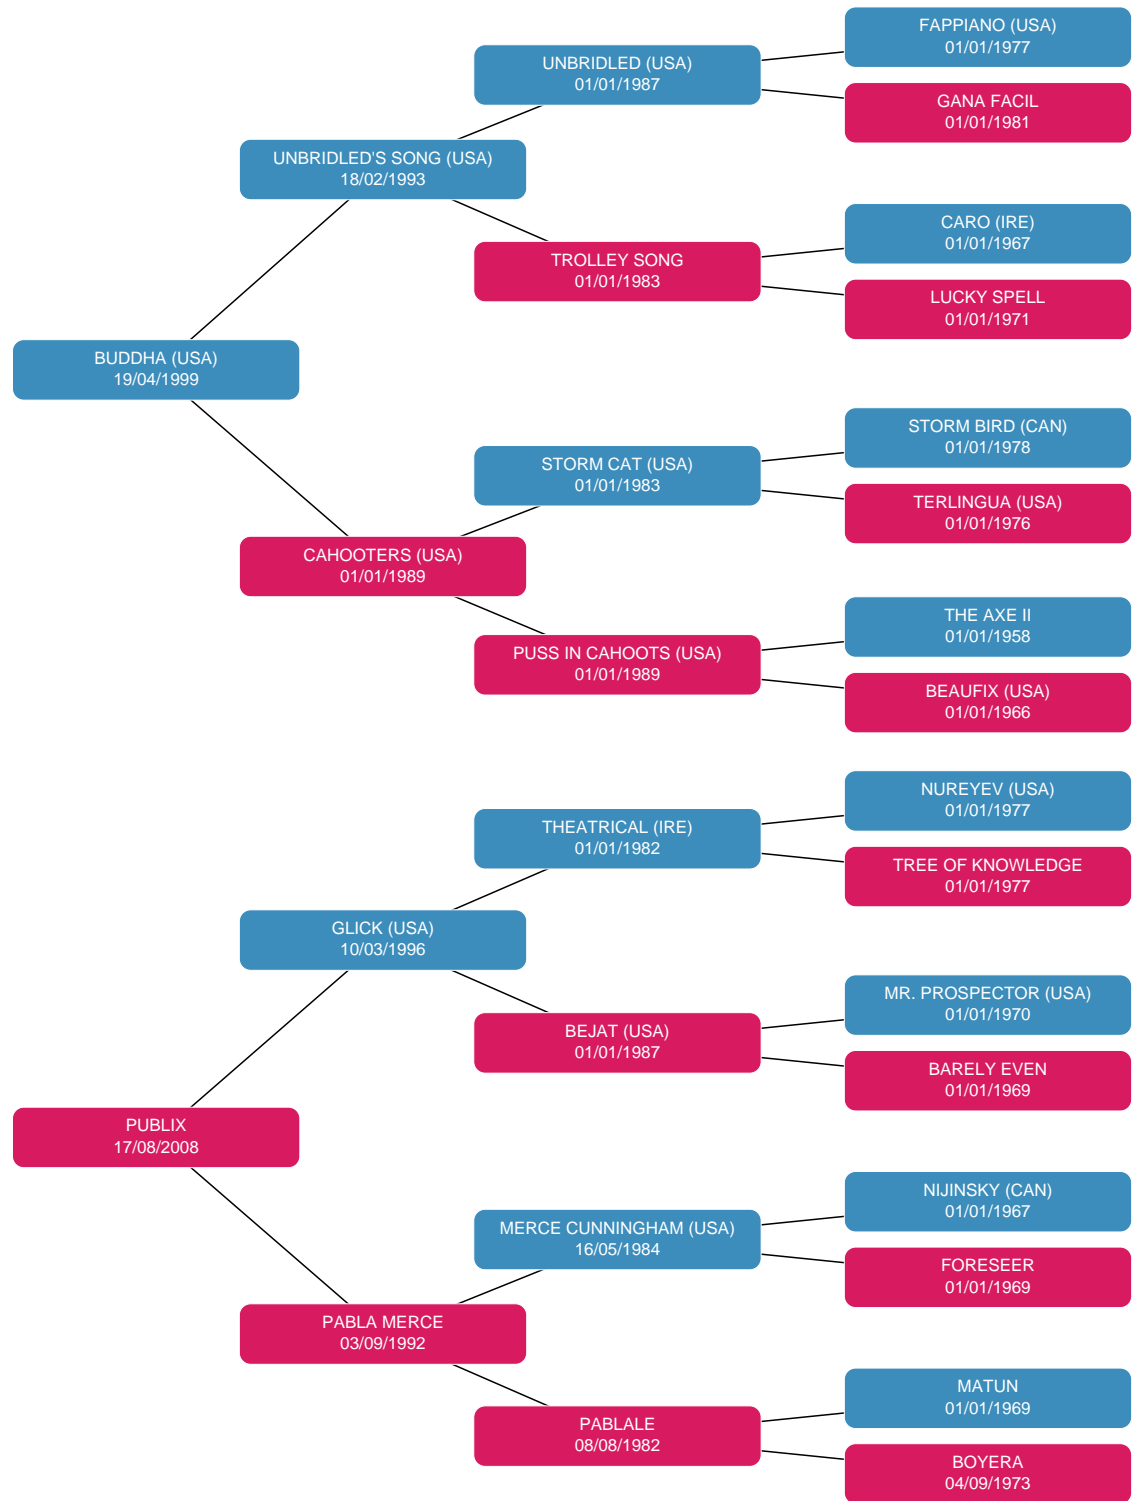 FAPPIANO (USA)
01/01/1977
UNBRIDLED (USA)
01/01/1987
GANA FACIL
01/01/1981
UNBRIDLED'S SONG (USA)
18/02/1993
CARO (IRE)
01/01/1967
TROLLEY SONG
01/01/1983
LUCKY SPELL
01/01/1971
BUDDHA (USA)
19/04/1999
STORM BIRD (CAN)
01/01/1978
STORM CAT (USA)
01/01/1983
TERLINGUA (USA)
01/01/1976
CAHOOTERS (USA)
01/01/1989
THE AXE II
01/01/1958
PUSS IN CAHOOTS (USA)
01/01/1989
BEAUFIX (USA)
01/01/1966
NUREYEV (USA)
01/01/1977
THEATRICAL (IRE)
01/01/1982
TREE OF KNOWLEDGE
01/01/1977
GLICK (USA)
10/03/1996
MR. PROSPECTOR (USA)
01/01/1970
BEJAT (USA)
01/01/1987
BARELY EVEN
01/01/1969
PUBLIX
17/08/2008
NIJINSKY (CAN)
01/01/1967
MERCE CUNNINGHAM (USA)
16/05/1984
FORESEER
01/01/1969
PABLA MERCE
03/09/1992
MATUN
01/01/1969
PABLALE
08/08/1982
BOYERA
04/09/1973